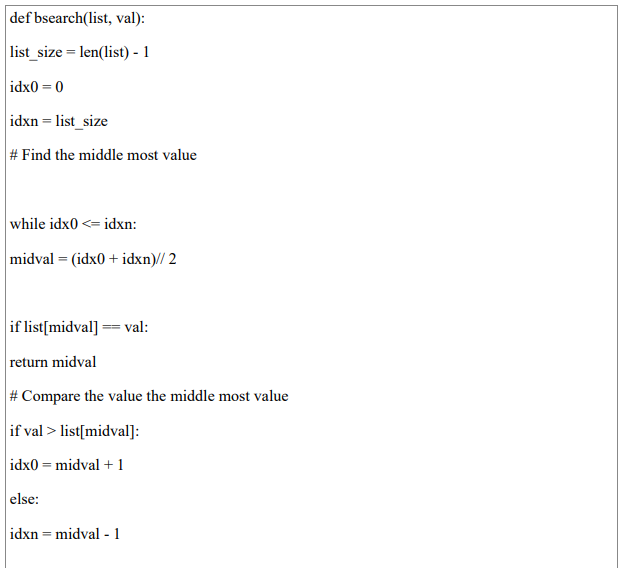 def bsearch(list, val):
list_size = len(list) - 1
idx0 = 0
idxn = list_size
# Find the middle most value
while idx0 <= idxn:
midval = (idx0 + idxn)// 2
if list[midval] == val:
return midval
# Compare the value the middle most value
if val > list[midval]:
idx0 = midval + 1
else:
idxn = midval - 1